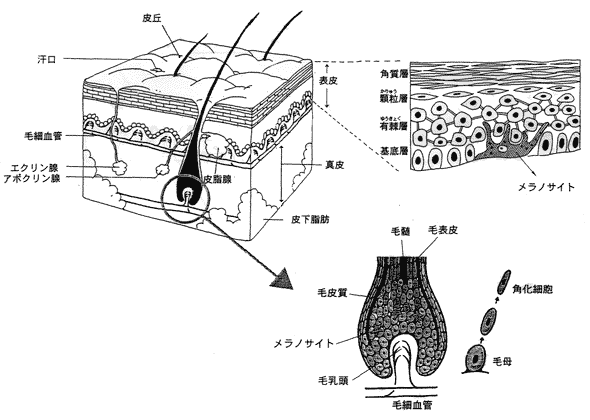 皮丘
汗口
表皮
毛細血管
エクリン腺
アポクリン腺
皮脂腺
真皮
皮下脂肪
角質層
かりゅう
顆粒層
ゆうきょく
有棘層
基底層
メラノサイト
毛髄
毛表皮
毛皮質
メラノサイト
毛乳頭
毛細血管
角化細胞
毛母